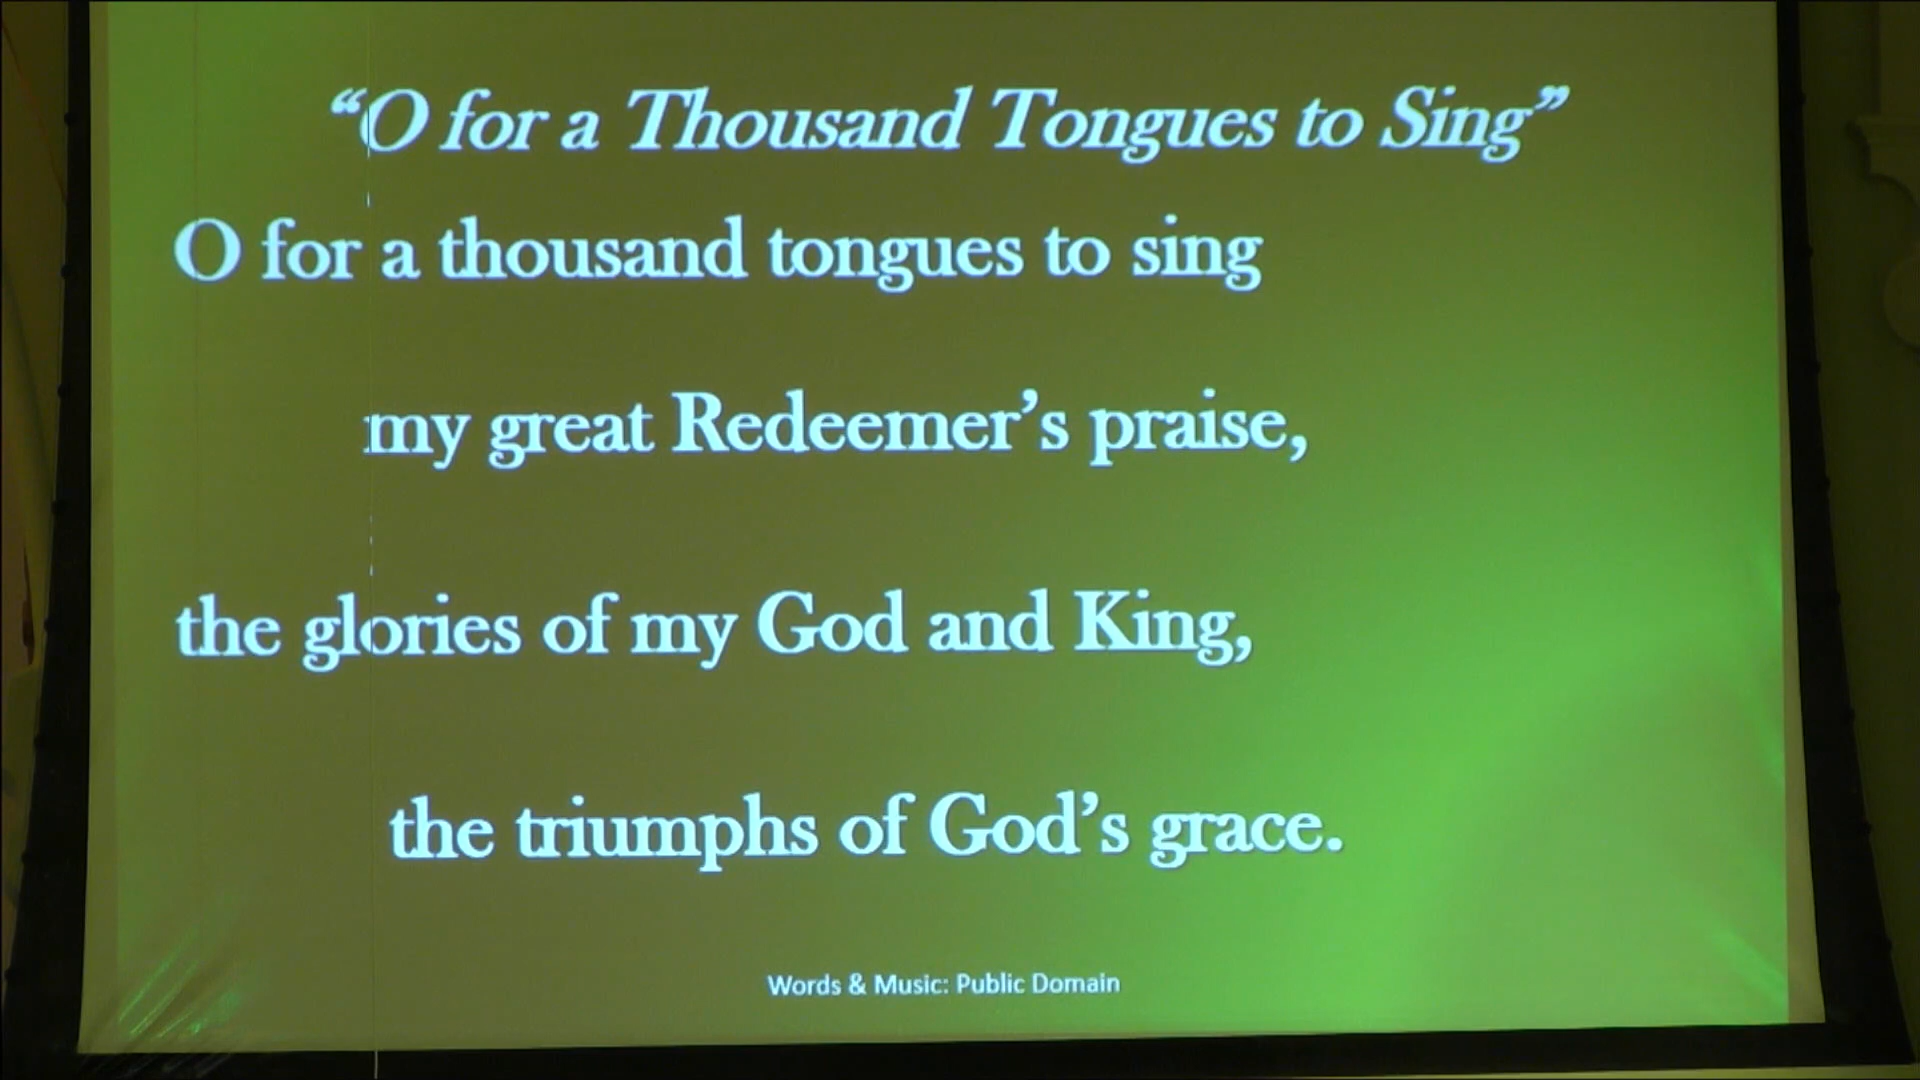 “O for a Thousand Tongues to Sing”
O for a thousand tongues to sing
my great Redeemer’s praise,
the glories of my God and King,
the triumphs of God’s grace.
Words & Music: Public Domain